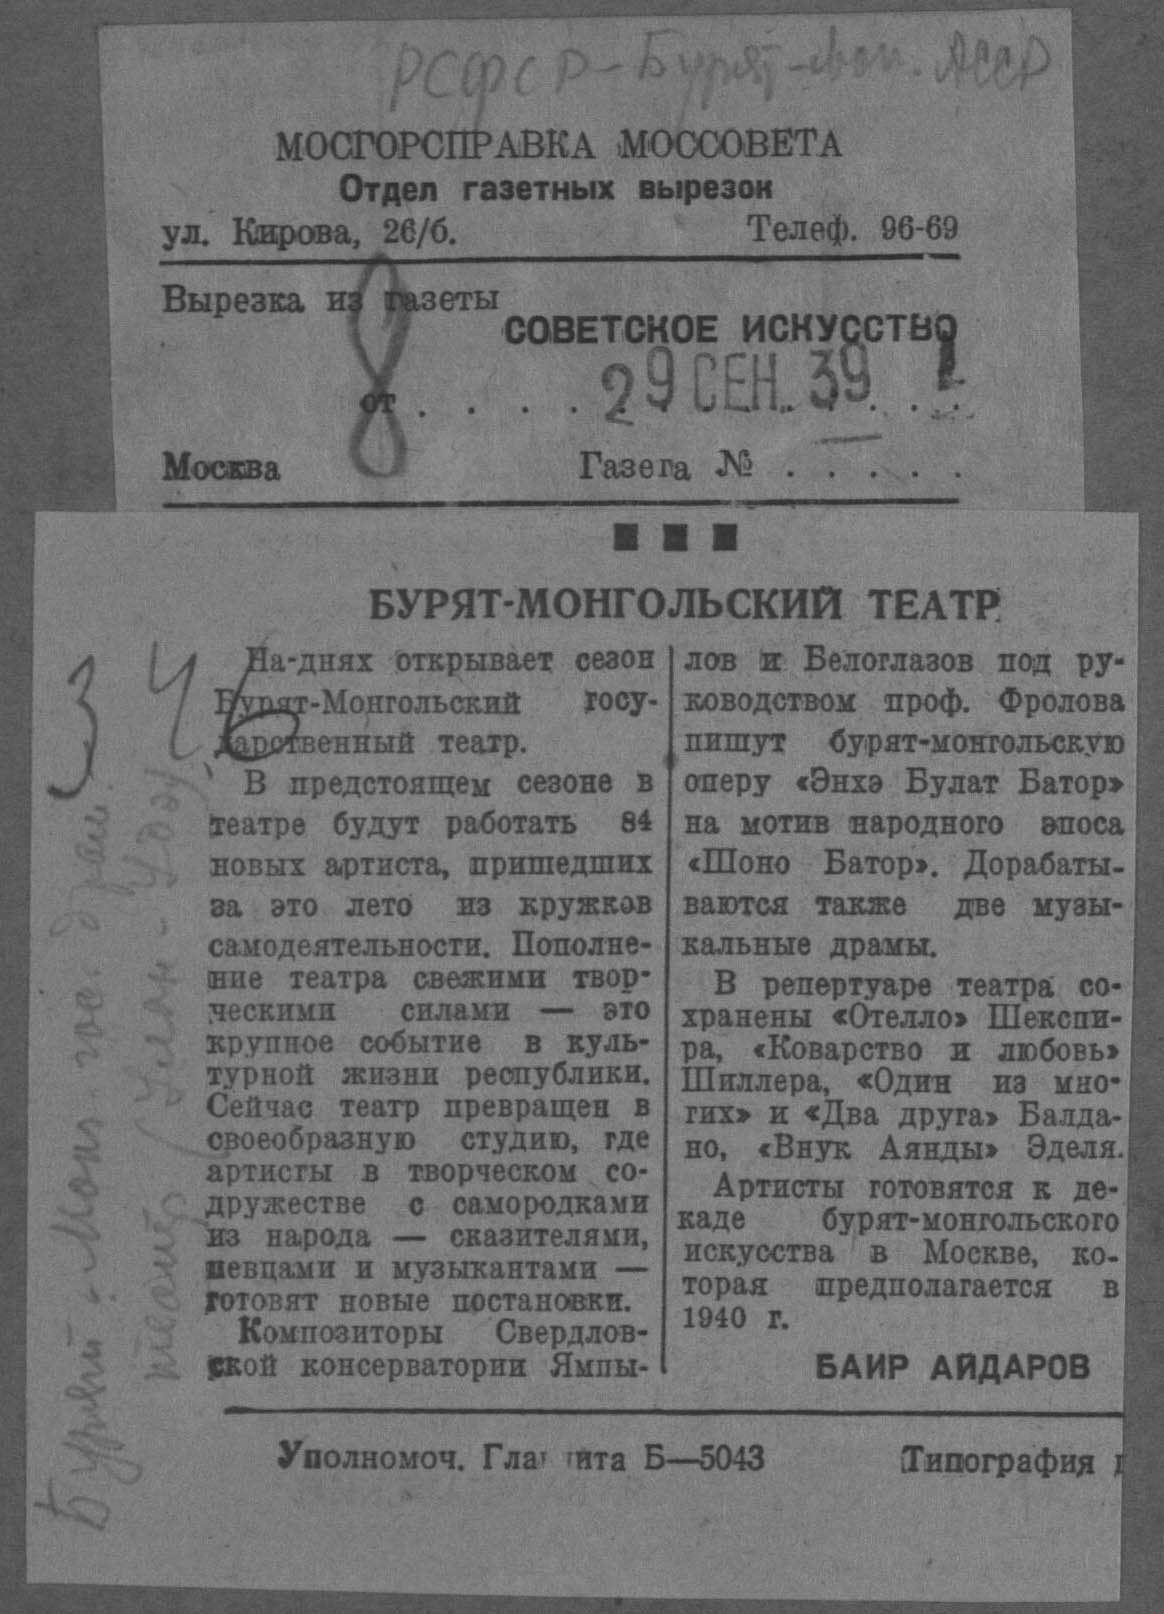 РСФСР - Бурят-Мон. АССР
МОСГОРСПРАВКА МОССОВЕТА
Отдел газетных вырезок
ул. Кирова, 26/б. Телеф. 96-69
Вырезка из газеты
СОВЕТСКОЕ ИСКУССТВО
от . . . . 29 СЕН. 39 . . .
Москва Газета № . . . . .
БУРЯТ-МОНГОЛЬСКИЙ ТЕАТР
На-днях открывает сезон
Бурят-Монгольский госу-
дарственный театр.
В предстоящем сезоне в
театре будут работать 84
новых артиста, пришедших
за это лето из кружков
самодеятельности. Пополне-
ние театра свежими твор-
ческими силами — это
крупное событие в куль-
турной жизни республики.
Сейчас театр превращен в
своеобразную студию, где
артисты в творческом со-
дружестве с самородками
из народа — сказителями,
певцами и музыкантами —
готовят новые постановки.
Композиторы Свердлов-
ской консерватории Ямпы-
лов и Белоглазов под ру-
ководством проф. Фролова
пишут бурят-монгольскую
оперу «Энхэ Булат Батор»
на мотив народного эпоса
«Шоно Батор». Дорабаты-
ваются также две музы-
кальные драмы.
В репертуаре театра со-
хранены «Отелло» Шекспи-
ра, «Коварство и любовь»
Шиллера, «Один из мно-
гих» и «Два друга» Балда-
но, «Внук Аянды» Эделя.
Артисты готовятся к де-
каде бурят-монгольского
искусства в Москве, ко-
торая предполагается в
1940 г.
БАИР АЙДАРОВ
Уполномоч. Главлита Б—5043 Типография
Бурят-Монг. гос. драм.
театр (Улан-Удэ)